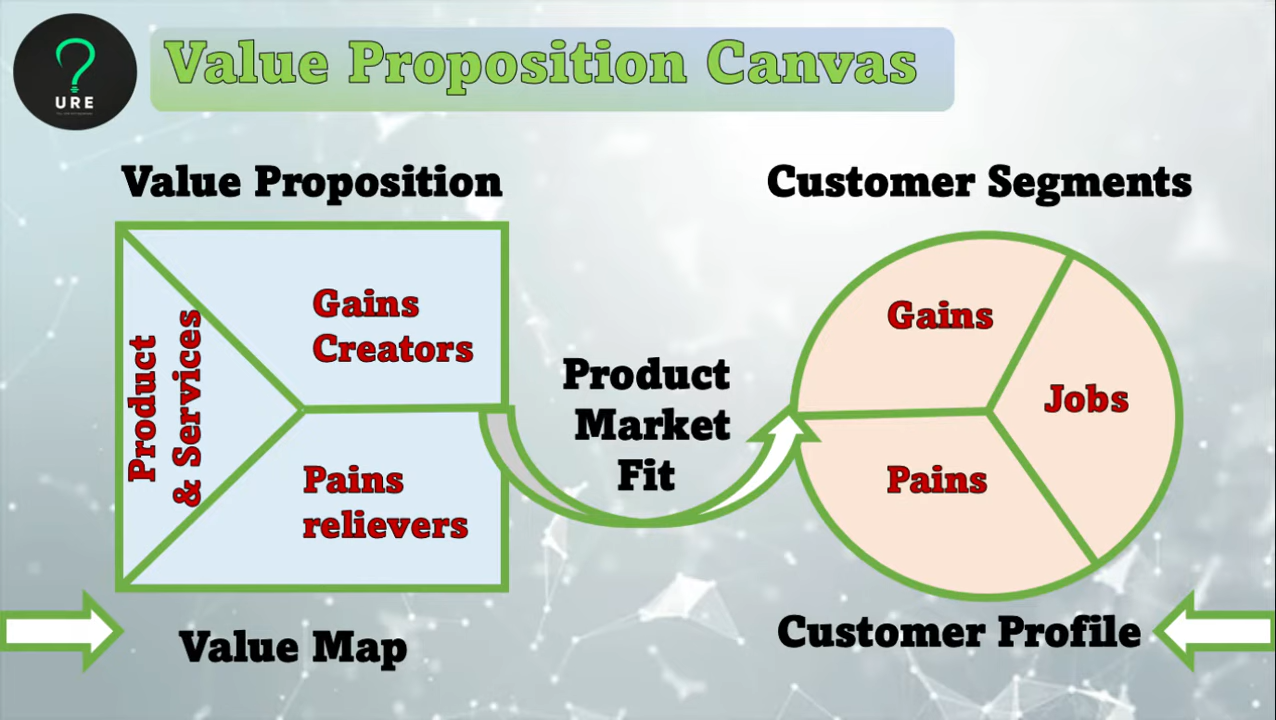 URE
Value Proposition Canvas
Value Proposition
Customer Segments
Product
& Services
Gains
Creators
Pains
relievers
Product
Market
Fit
Gains
Jobs
Pains
Value Map
Customer Profile